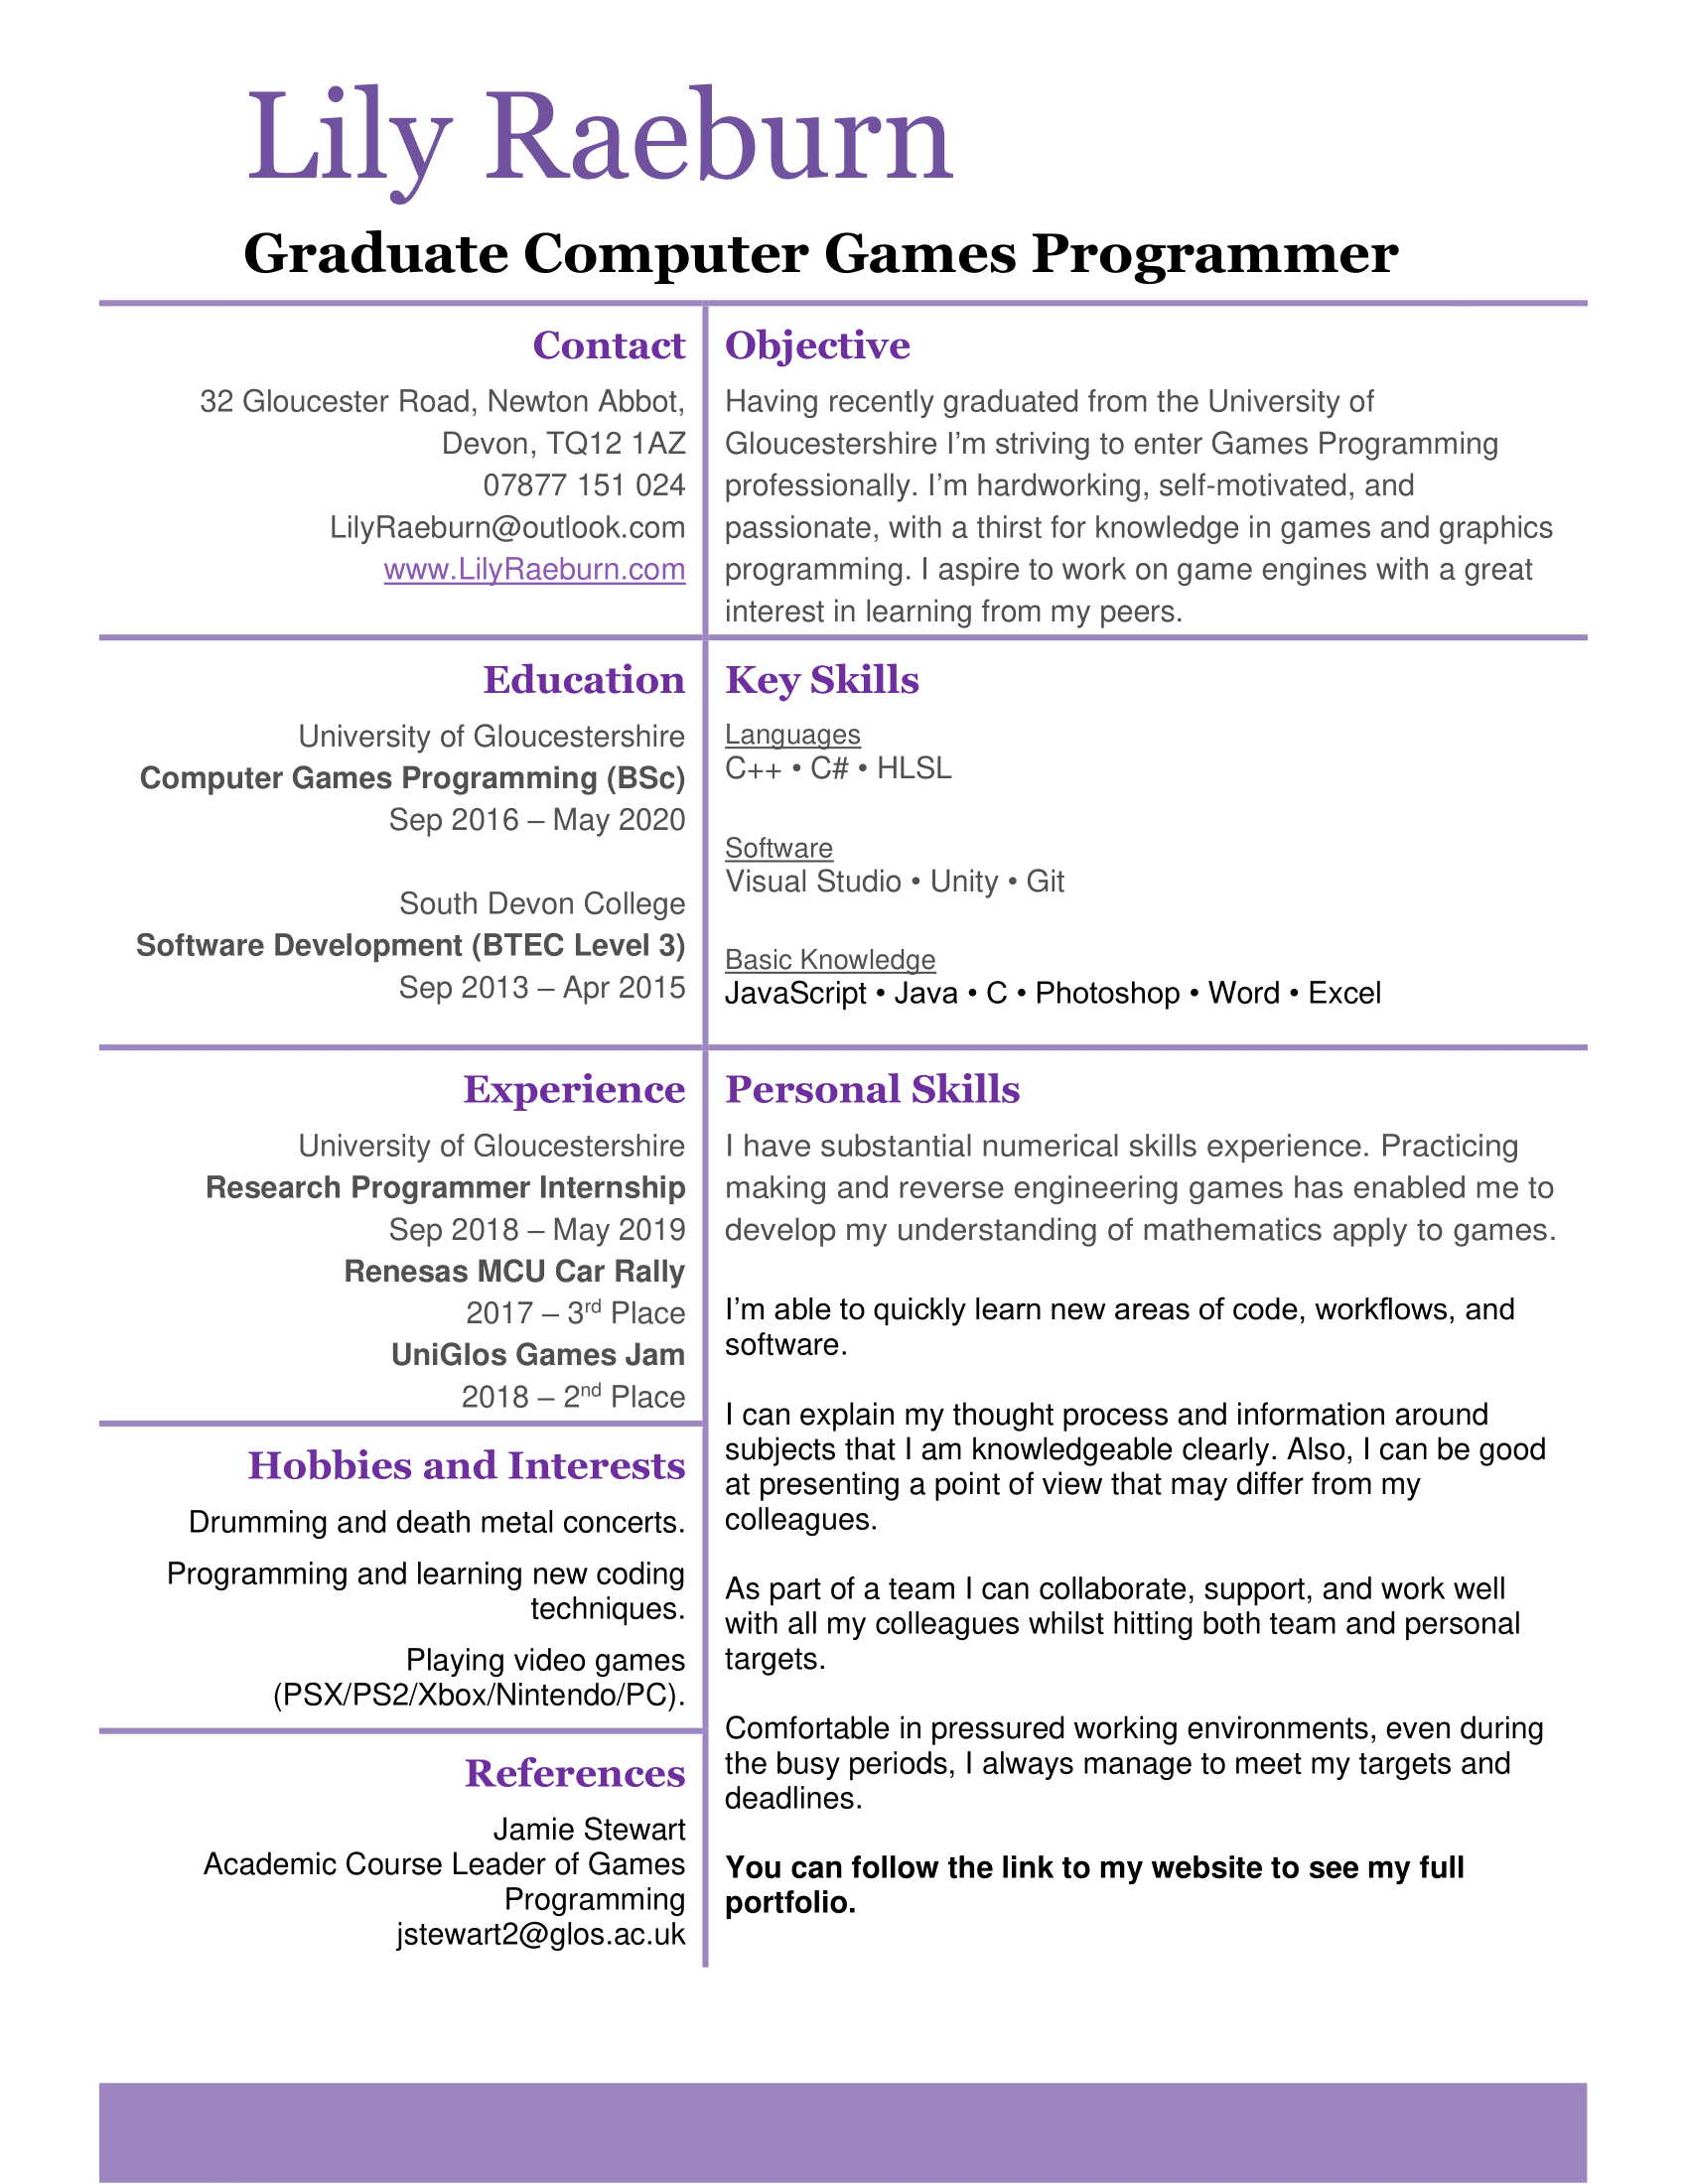 Lily Raeburn
Graduate Computer Games Programmer
Contact
32 Gloucester Road, Newton Abbot,
Devon, TQ12 1AZ
07877 151 024
LilyRaeburn@outlook.com
www.LilyRaeburn.com
Objective
Having recently graduated from the University of
Gloucestershire I’m striving to enter Games Programming
professionally. I’m hardworking, self-motivated, and
passionate, with a thirst for knowledge in games and graphics
programming. I aspire to work on game engines with a great
interest in learning from my peers.
Education
University of Gloucestershire
Computer Games Programming (BSc)
Sep 2016 – May 2020
South Devon College
Software Development (BTEC Level 3)
Sep 2013 – Apr 2015
Key Skills
Languages
C++ • C# • HLSL
Software
Visual Studio • Unity • Git
Basic Knowledge
JavaScript • Java • C • Photoshop • Word • Excel
Experience
University of Gloucestershire
Research Programmer Internship
Sep 2018 – May 2019
Renesas MCU Car Rally
2017 – 3rd Place
UniGlos Games Jam
2018 – 2nd Place
Hobbies and Interests
Drumming and death metal concerts.
Programming and learning new coding
techniques.
Playing video games
(PSX/PS2/Xbox/Nintendo/PC).
References
Jamie Stewart
Academic Course Leader of Games
Programming
jstewart2@glos.ac.uk
Personal Skills
I have substantial numerical skills experience. Practicing
making and reverse engineering games has enabled me to
develop my understanding of mathematics apply to games.
I’m able to quickly learn new areas of code, workflows, and
software.
I can explain my thought process and information around
subjects that I am knowledgeable clearly. Also, I can be good
at presenting a point of view that may differ from my
colleagues.
As part of a team I can collaborate, support, and work well
with all my colleagues whilst hitting both team and personal
targets.
Comfortable in pressured working environments, even during
the busy periods, I always manage to meet my targets and
deadlines.
You can follow the link to my website to see my full
portfolio.